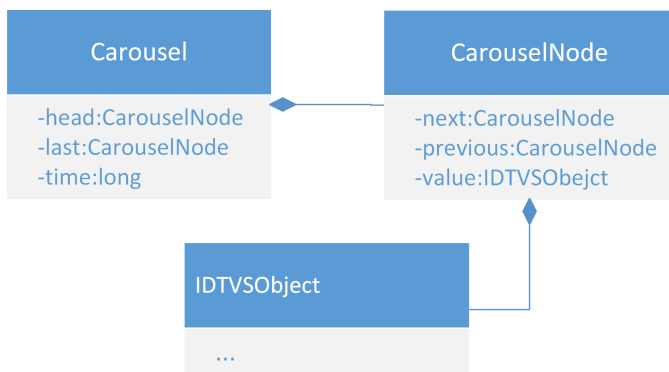 Carousel
-head:CarouselNode
-last:CarouselNode
-time:long
CarouselNode
-next:CarouselNode
-previous:CarouselNode
-value:IDTVSObejct
IDTVSObject
...